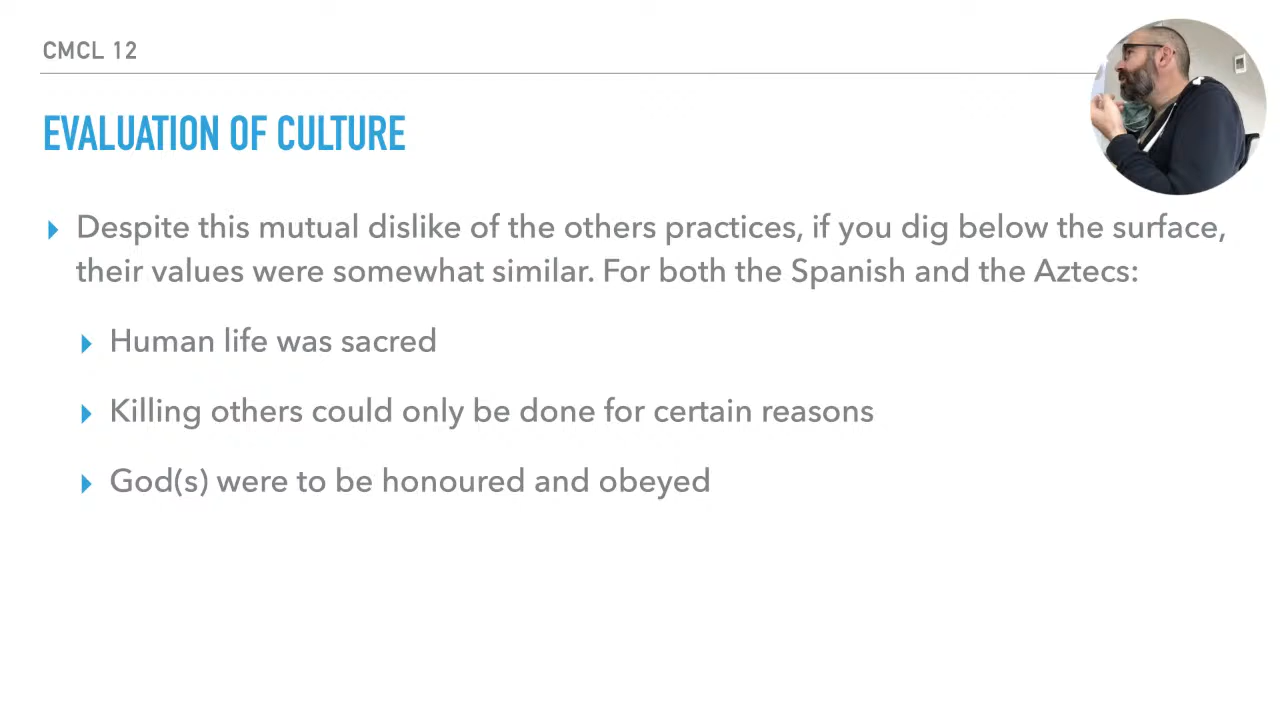 CMCL 12
EVALUATION OF CULTURE
Despite this mutual dislike of the others practices, if you dig below the surface,
their values were somewhat similar. For both the Spanish and the Aztecs:
Human life was sacred
Killing others could only be done for certain reasons
God(s) were to be honoured and obeyed